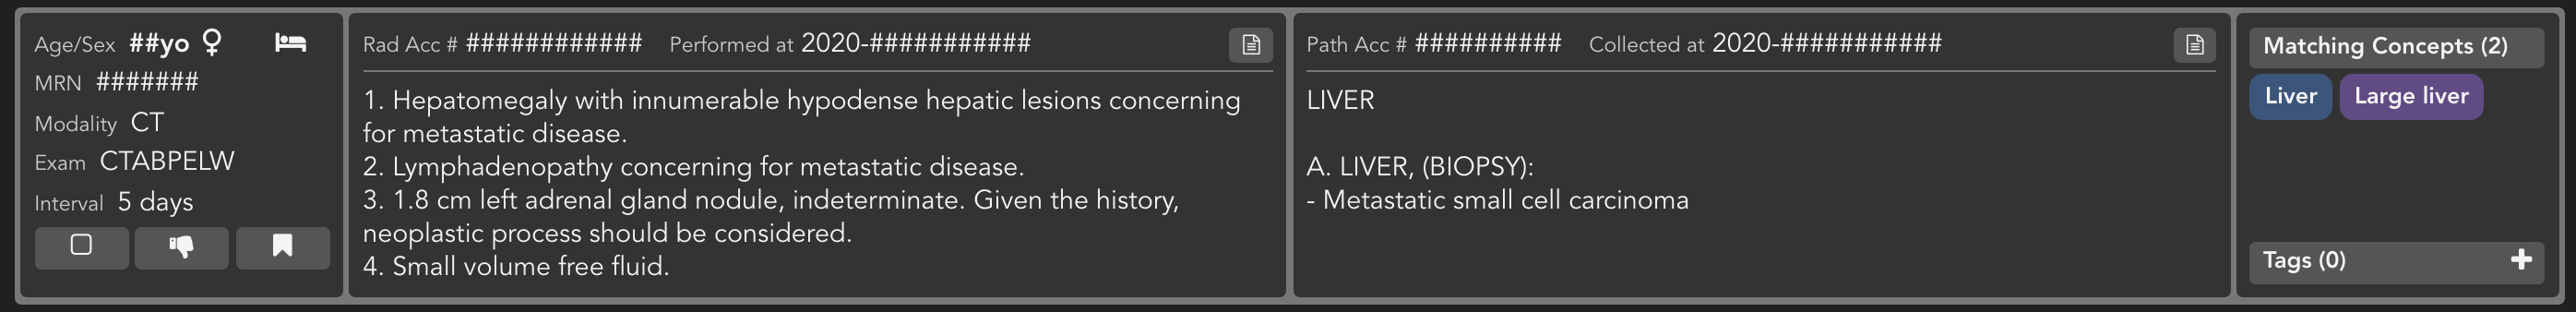 Age/Sex ##yo ♀
MRN #######
Modality CT
Exam CTABPELW
Interval 5 days
Rad Acc # ############ Performed at 2020-###########
1. Hepatomegaly with innumerable hypodense hepatic lesions concerning
for metastatic disease.
2. Lymphadenopathy concerning for metastatic disease.
3. 1.8 cm left adrenal gland nodule, indeterminate. Given the history,
neoplastic process should be considered.
4. Small volume free fluid.
Path Acc # ########## Collected at 2020-###########
LIVER
A. LIVER, (BIOPSY):
- Metastatic small cell carcinoma
Matching Concepts (2)
Liver Large liver
Tags (0)